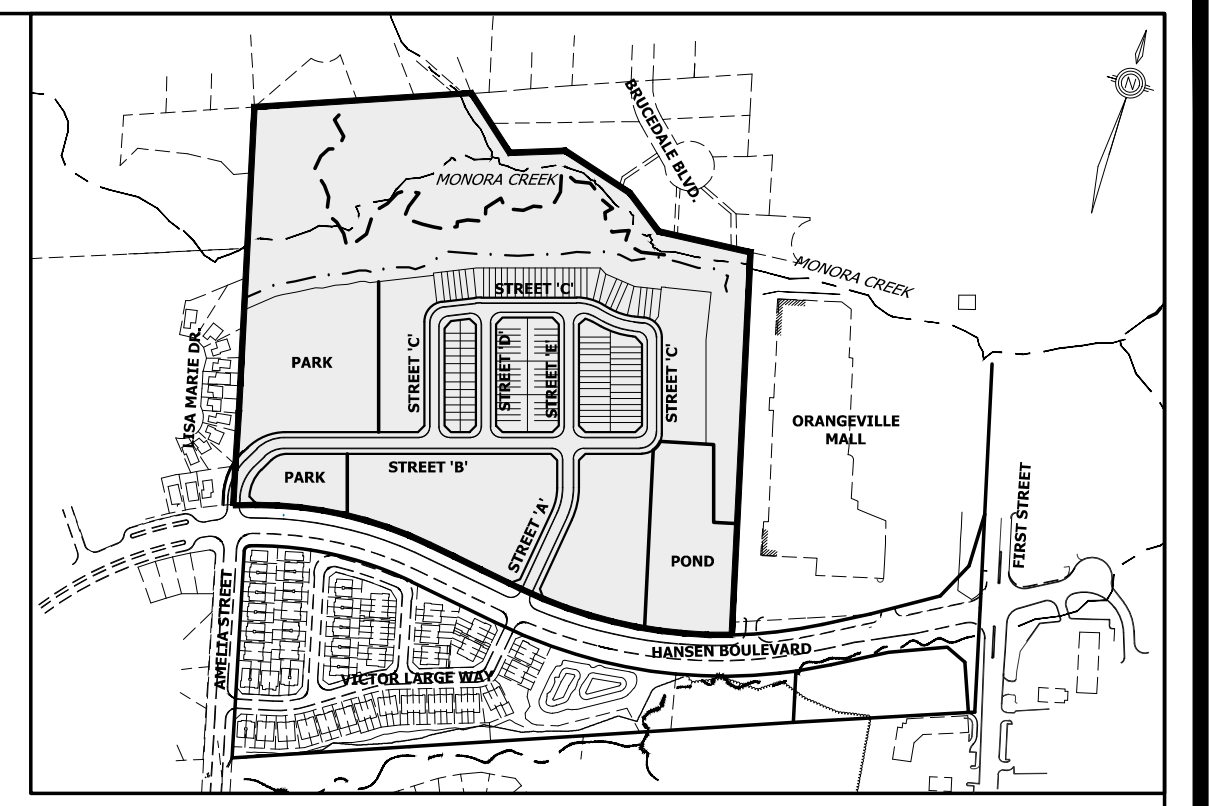 N
BRUCEDALE BLVD.
MONORA CREEK
MONORA CREEK
STREET 'C'
LISA MARIE DR.
PARK
STREET 'C'
STREET 'D'
STREET 'E'
STREET 'C'
ORANGEVILLE
MALL
STREET 'B'
PARK
FIRST STREET
STREET 'A'
POND
AMELIA STREET
HANSEN BOULEVARD
VICTOR LARGE WAY